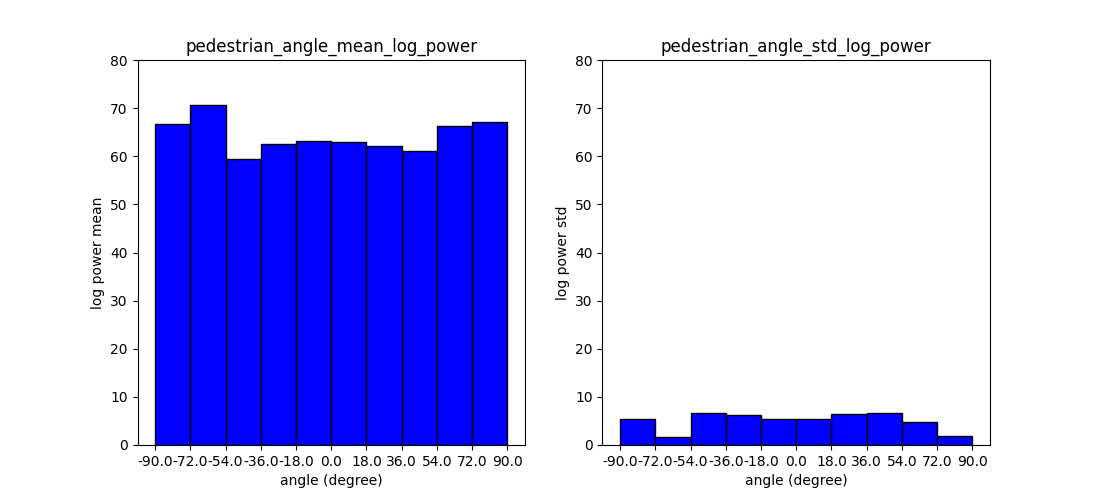 pedestrian_angle_mean_log_power
80
70
60
50
40
30
20
10
0
log power mean
-90.0 -72.0 -54.0 -36.0 -18.0 0.0 18.0 36.0 54.0 72.0 90.0
angle (degree)
pedestrian_angle_std_log_power
80
70
60
50
40
30
20
10
0
log power std
-90.0 -72.0 -54.0 -36.0 -18.0 0.0 18.0 36.0 54.0 72.0 90.0
angle (degree)